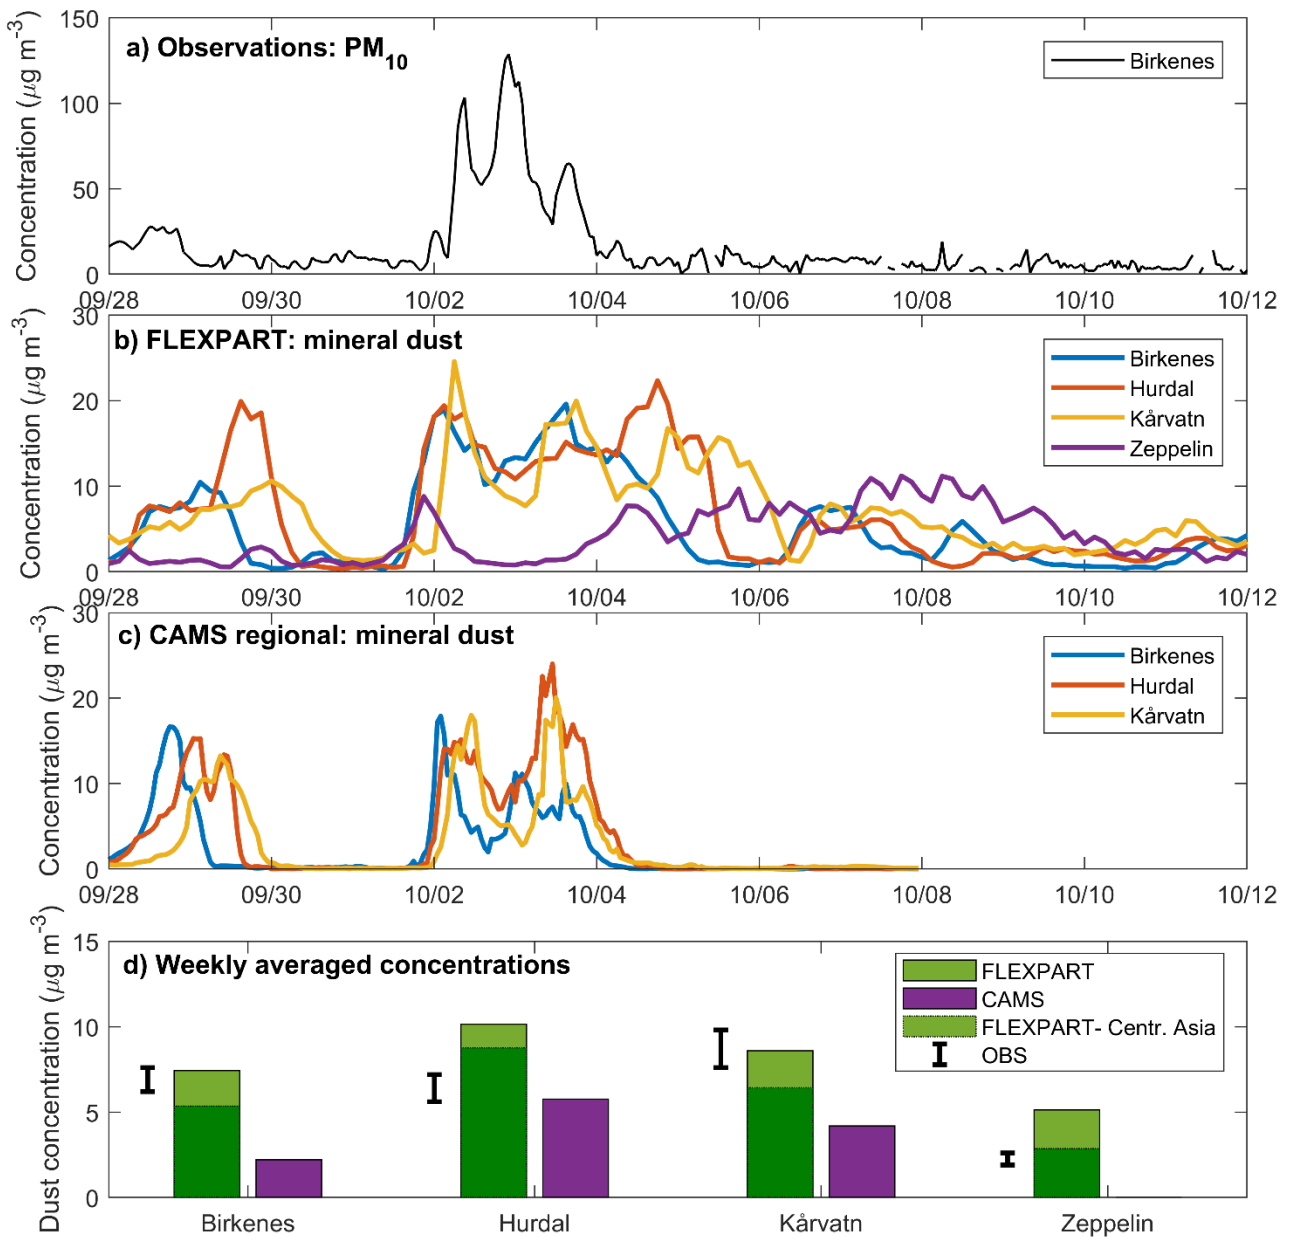 a) Observations: PM10
Birkenes
Concentration (μg m-3)
150
100
50
0
09/28 09/30 10/02 10/04 10/06 10/08 10/10 10/12
b) FLEXPART: mineral dust
Birkenes
Hurdal
Kårvatn
Zeppelin
Concentration (μg m-3)
30
20
10
0
09/28 09/30 10/02 10/04 10/06 10/08 10/10 10/12
c) CAMS regional: mineral dust
Birkenes
Hurdal
Kårvatn
Concentration (μg m-3)
30
20
10
0
09/28 09/30 10/02 10/04 10/06 10/08 10/10 10/12
d) Weekly averaged concentrations
FLEXPART
CAMS
FLEXPART- Centr. Asia
OBS
Dust concentration (μg m-3)
15
10
5
0
Birkenes Hurdal Kårvatn Zeppelin